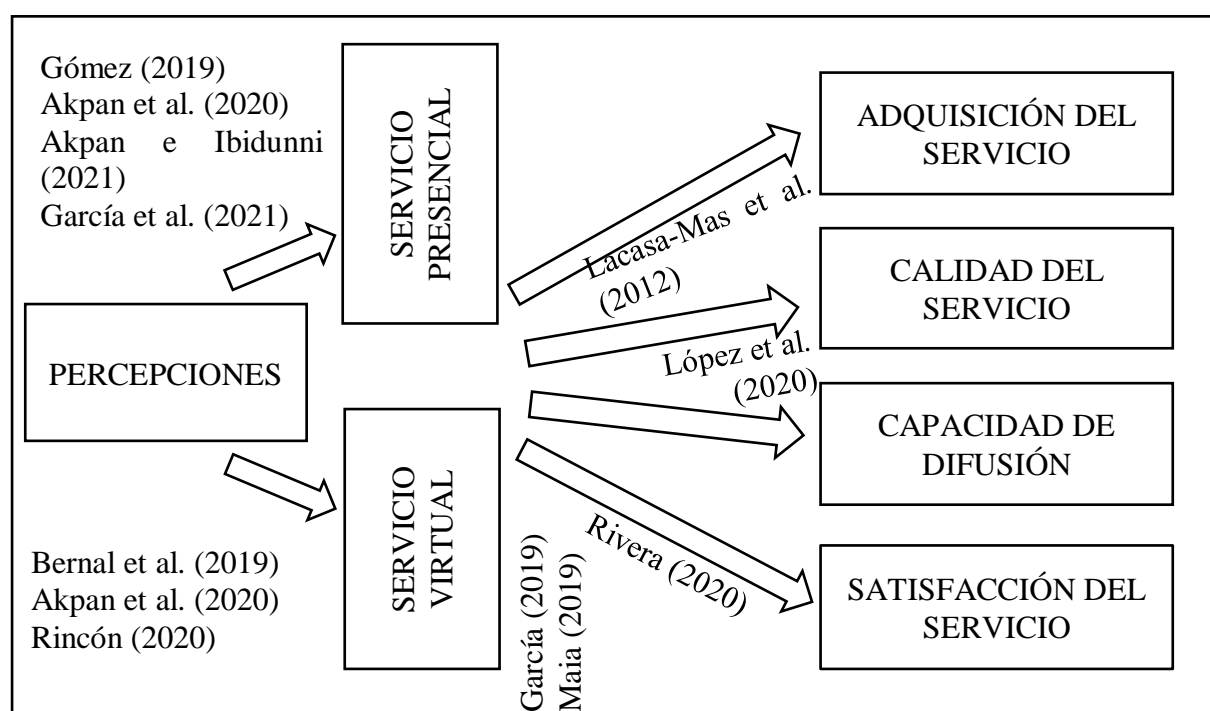 Gómez (2019)
Akpan et al. (2020)
Akpan e Ibidunni
(2021)
García et al. (2021)
PERCEPCIONES
Bernal et al. (2019)
Akpan et al. (2020)
Rincón (2020)
SERVICIO
PRESENCIAL
SERVICIO
VIRTUAL
Lacasa-Mas et al.
(2012)
López et al.
(2020)
Rivera (2020)
García (2019)
Maia (2019)
ADQUISICIÓN DEL
SERVICIO
CALIDAD DEL
SERVICIO
CAPACIDAD DE
DIFUSIÓN
SATISFACCIÓN DEL
SERVICIO